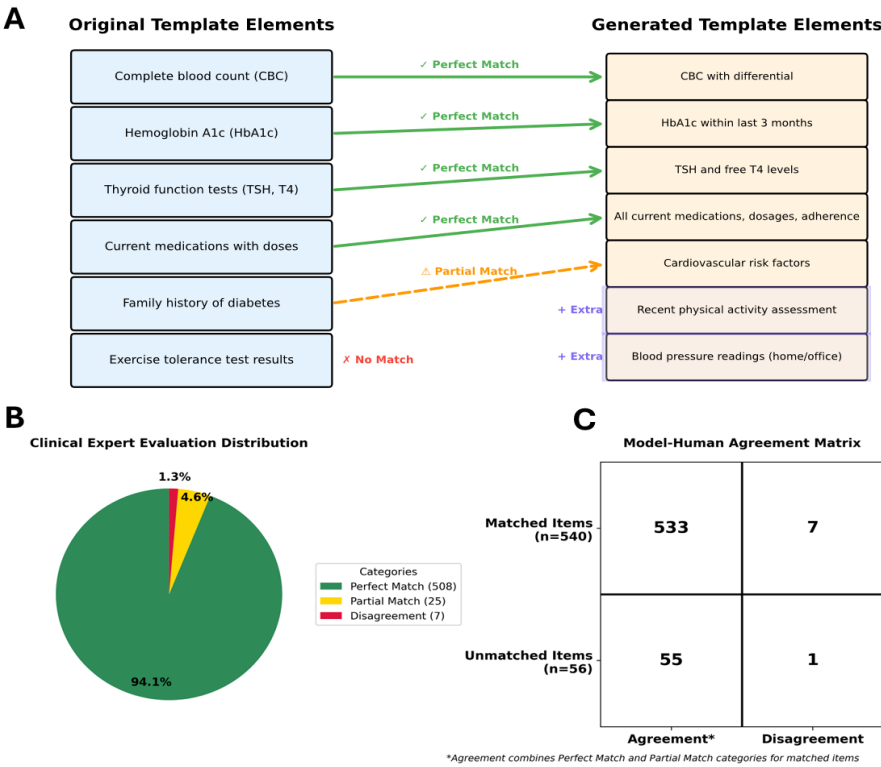 A
Original Template Elements
Generated Template Elements
Complete blood count (CBC)
✓ Perfect Match
CBC with differential
Hemoglobin A1c (HbA1c)
✓ Perfect Match
HbA1c within last 3 months
Thyroid function tests (TSH, T4)
✓ Perfect Match
TSH and free T4 levels
Current medications with doses
✓ Perfect Match
All current medications, dosages, adherence
Family history of diabetes
⚠ Partial Match
Cardiovascular risk factors
+ Extra
Recent physical activity assessment
Exercise tolerance test results
✗ No Match
+ Extra
Blood pressure readings (home/office)
B
Clinical Expert Evaluation Distribution
1.3%
4.6%
94.1%
Categories
Perfect Match (508)
Partial Match (25)
Disagreement (7)
C
Model-Human Agreement Matrix
Matched Items
(n=540)
533
7
Unmatched Items
(n=56)
55
1
Agreement*
Disagreement
*Agreement combines Perfect Match and Partial Match categories for matched items